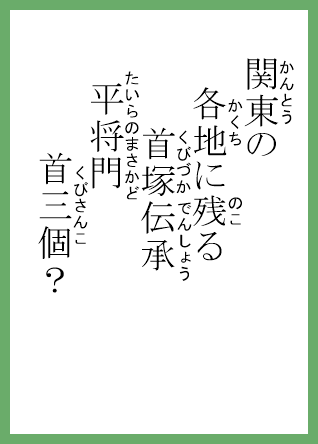 関東の
各地に残る
首塚伝承
平将門
首三個？
かんとう
かくち
のこ
くびづか
でんしょう
たいらのまさかど
くびさんこ